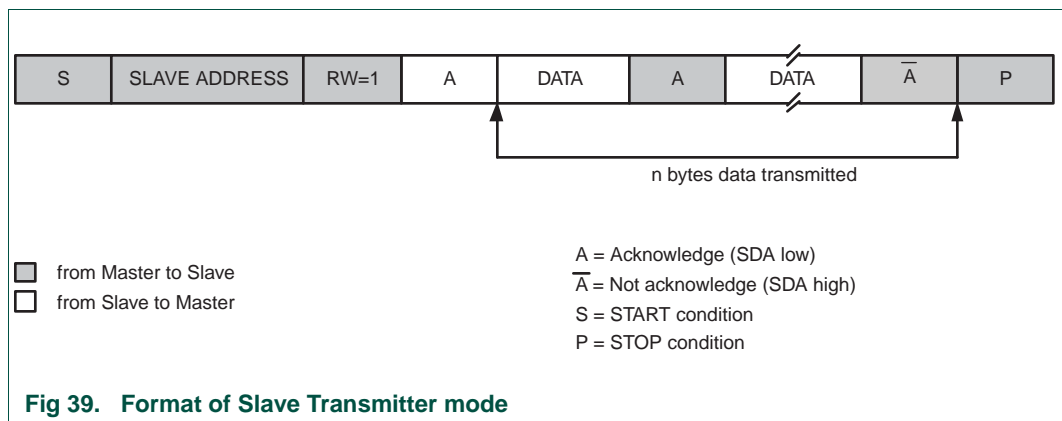 S SLAVE ADDRESS RW=1 A DATA A DATA A̅ P
n bytes data transmitted
from Master to Slave
from Slave to Master
A = Acknowledge (SDA low)
A̅ = Not acknowledge (SDA high)
S = START condition
P = STOP condition
Fig 39. Format of Slave Transmitter mode